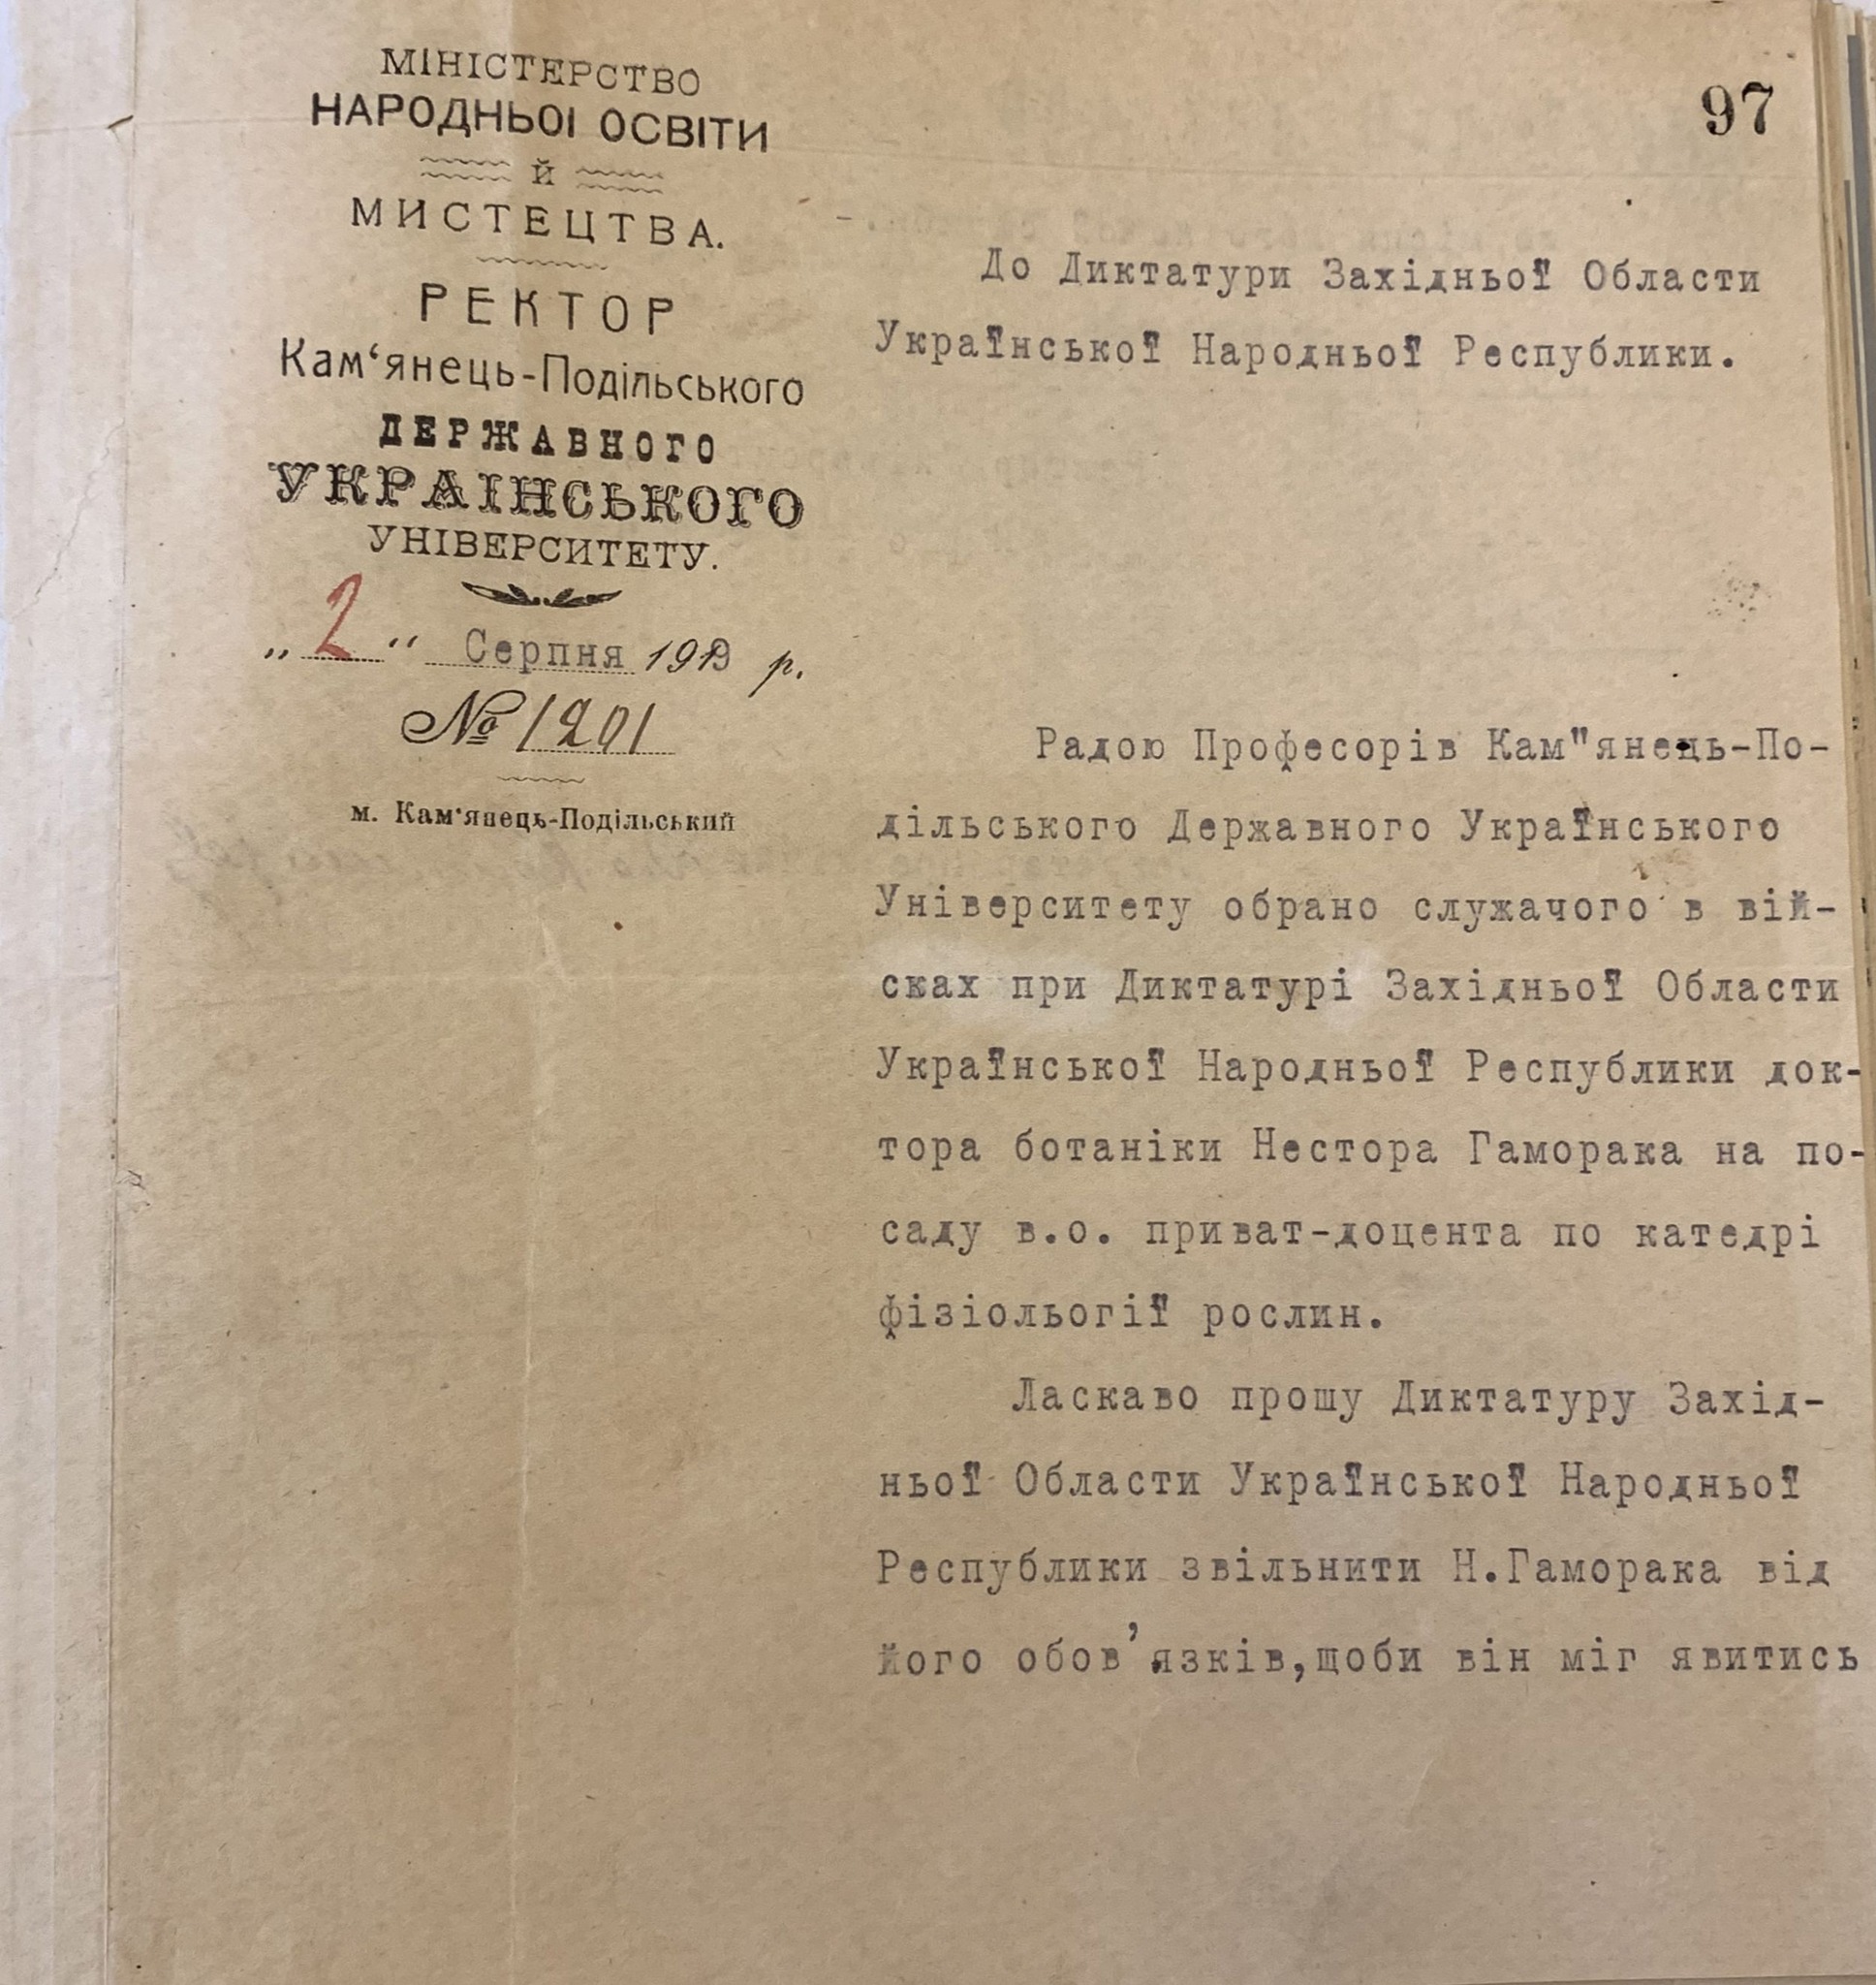 МІНІСТЕРСТВО
НАРОДНЬОІ ОСВІТИ
Й
МИСТЕЦТВА.
РЕКТОР
Кам‘янець-Подільського
ДЕРЖАВНОГО
УКРАІНСЬКОГО
УНІВЕРСИТЕТУ.
„ 2 “ Серпня 1919 р.
№ 1201
м. Кам‘янець-Подільський
97
До Диктатури Західньої Области
Української Народньої Республики.
Радою Професорів Кам"янець-По-
дільського Державного Українського
Університету обрано служачого в вій-
сках при Диктатурі Західньої Области
Української Народньої Республики док-
тора ботаніки Нестора Гаморака на по-
саду в.о. приват-доцента по катедрі
фізіольогії рослин.
Ласкаво прошу Диктатуру Захід-
ньої Области Української Народньої
Республики звільнити Н.Гаморака від
його обов’язків,щоби він міг явитись